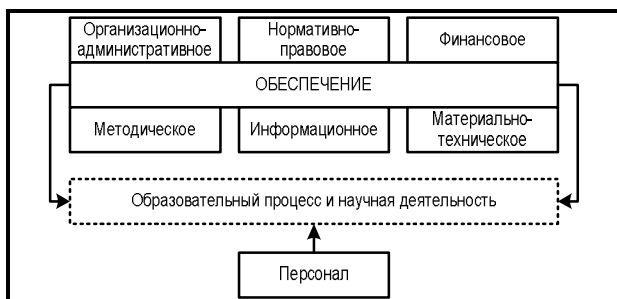 Организационно-
административное
Нормативно-
правовое
Финансовое
ОБЕСПЕЧЕНИЕ
Методическое
Информационное
Материально-
техническое
Образовательный процесс и научная деятельность
Персонал